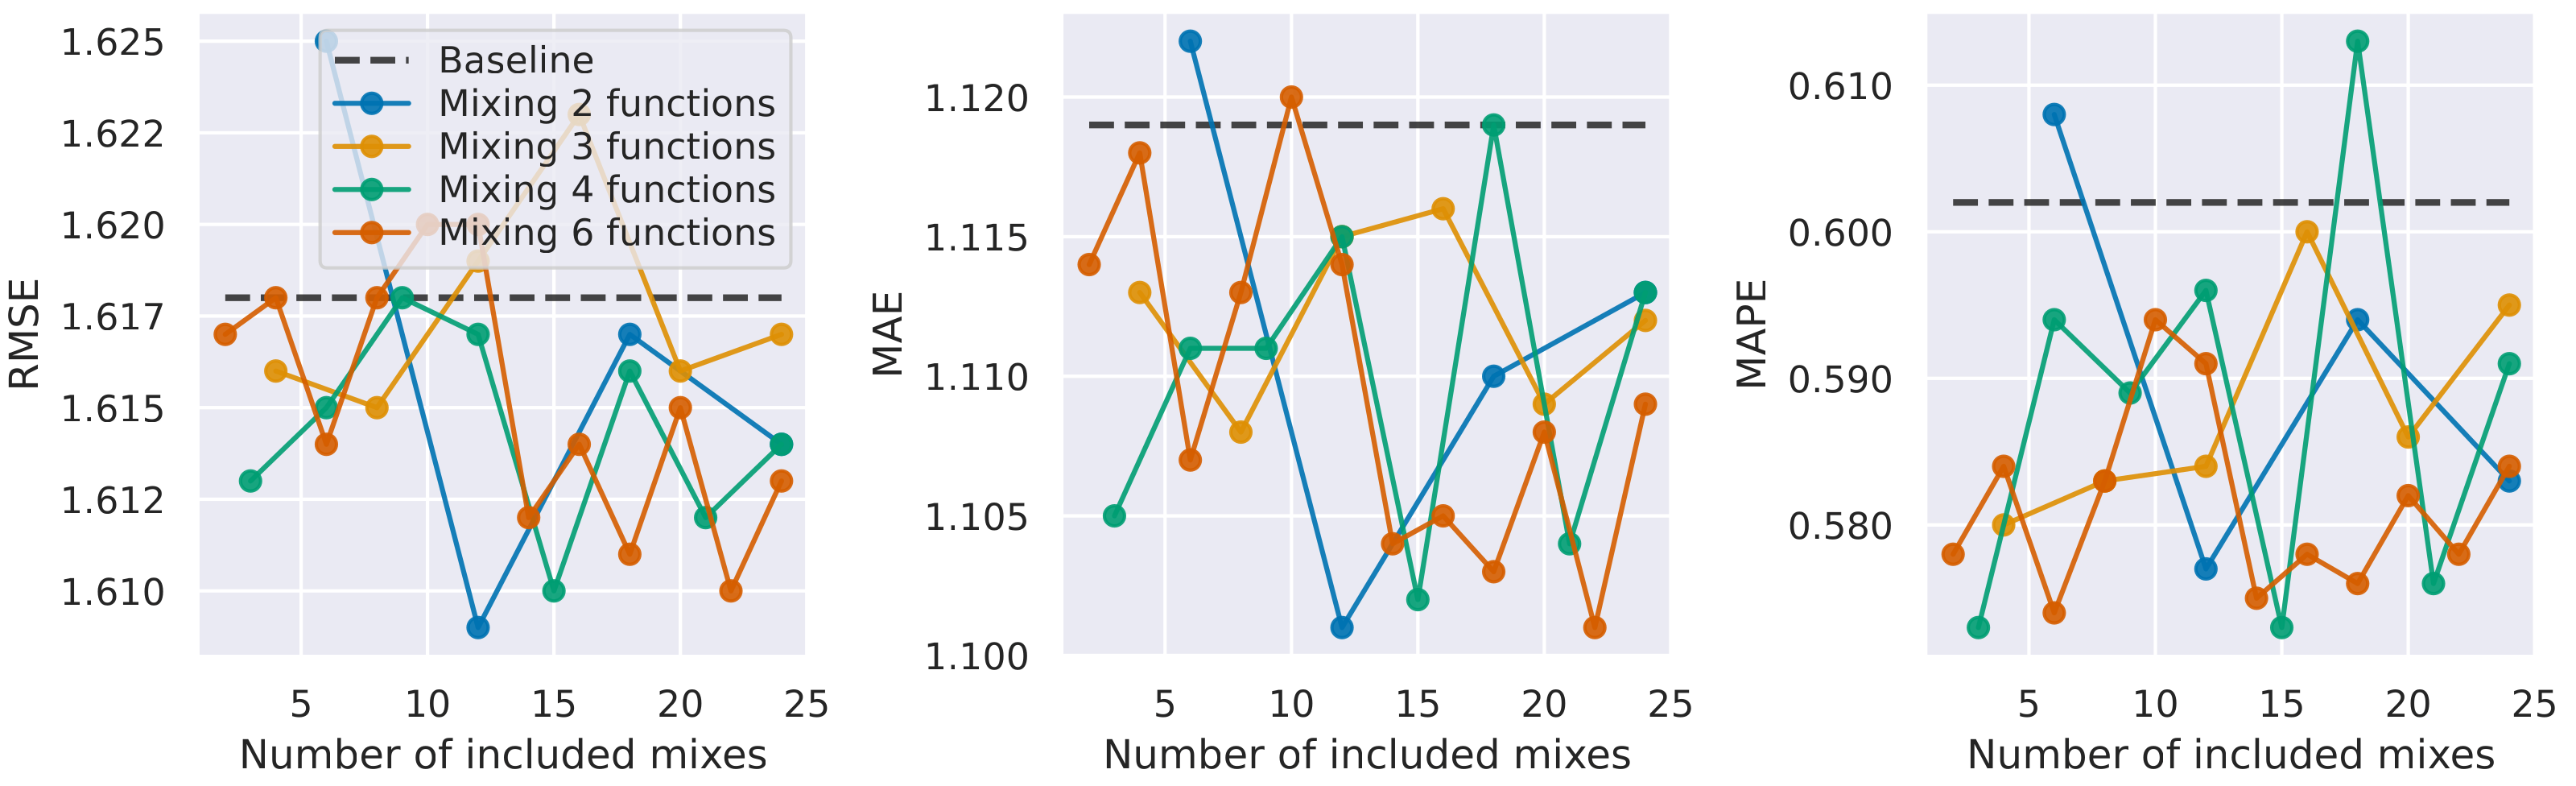 RMSE
1.625
1.622
1.620
1.617
1.615
1.612
1.610
Baseline
Mixing 2 functions
Mixing 3 functions
Mixing 4 functions
Mixing 6 functions
5 10 15 20 25
Number of included mixes
MAE
1.120
1.115
1.110
1.105
1.100
5 10 15 20 25
Number of included mixes
MAPE
0.610
0.600
0.590
0.580
5 10 15 20 25
Number of included mixes